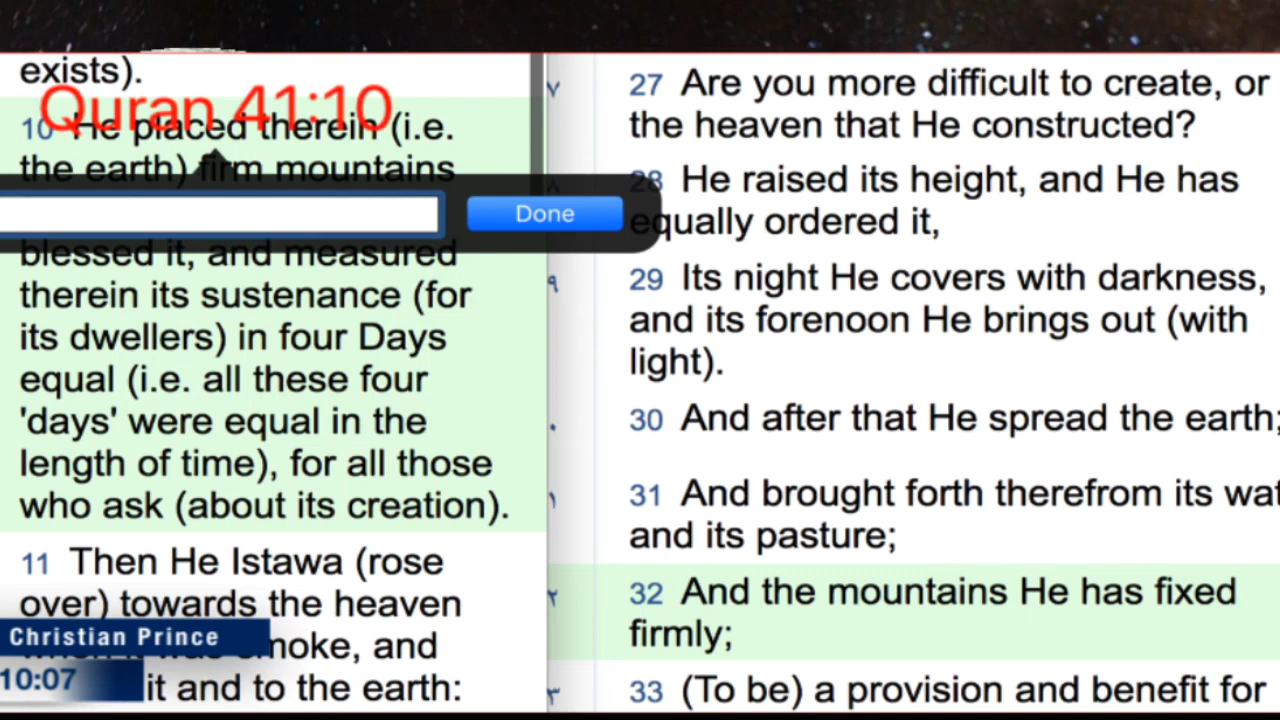 exists).
Quran 41:10
10 He placed therein (i.e.
the earth) firm mountains
Done
blessed it, and measured
therein its sustenance (for
its dwellers) in four Days
equal (i.e. all these four
'days' were equal in the
length of time), for all those
who ask (about its creation).
11 Then He Istawa (rose
over) towards the heaven
smoke, and
it and to the earth:
Christian Prince
10:07
٧
27 Are you more difficult to create, or
the heaven that He constructed?
٨
28 He raised its height, and He has
equally ordered it,
٩
29 Its night He covers with darkness,
and its forenoon He brings out (with
light).
٠
30 And after that He spread the earth;
١
31 And brought forth therefrom its wat
and its pasture;
٢
32 And the mountains He has fixed
firmly;
٣
33 (To be) a provision and benefit for